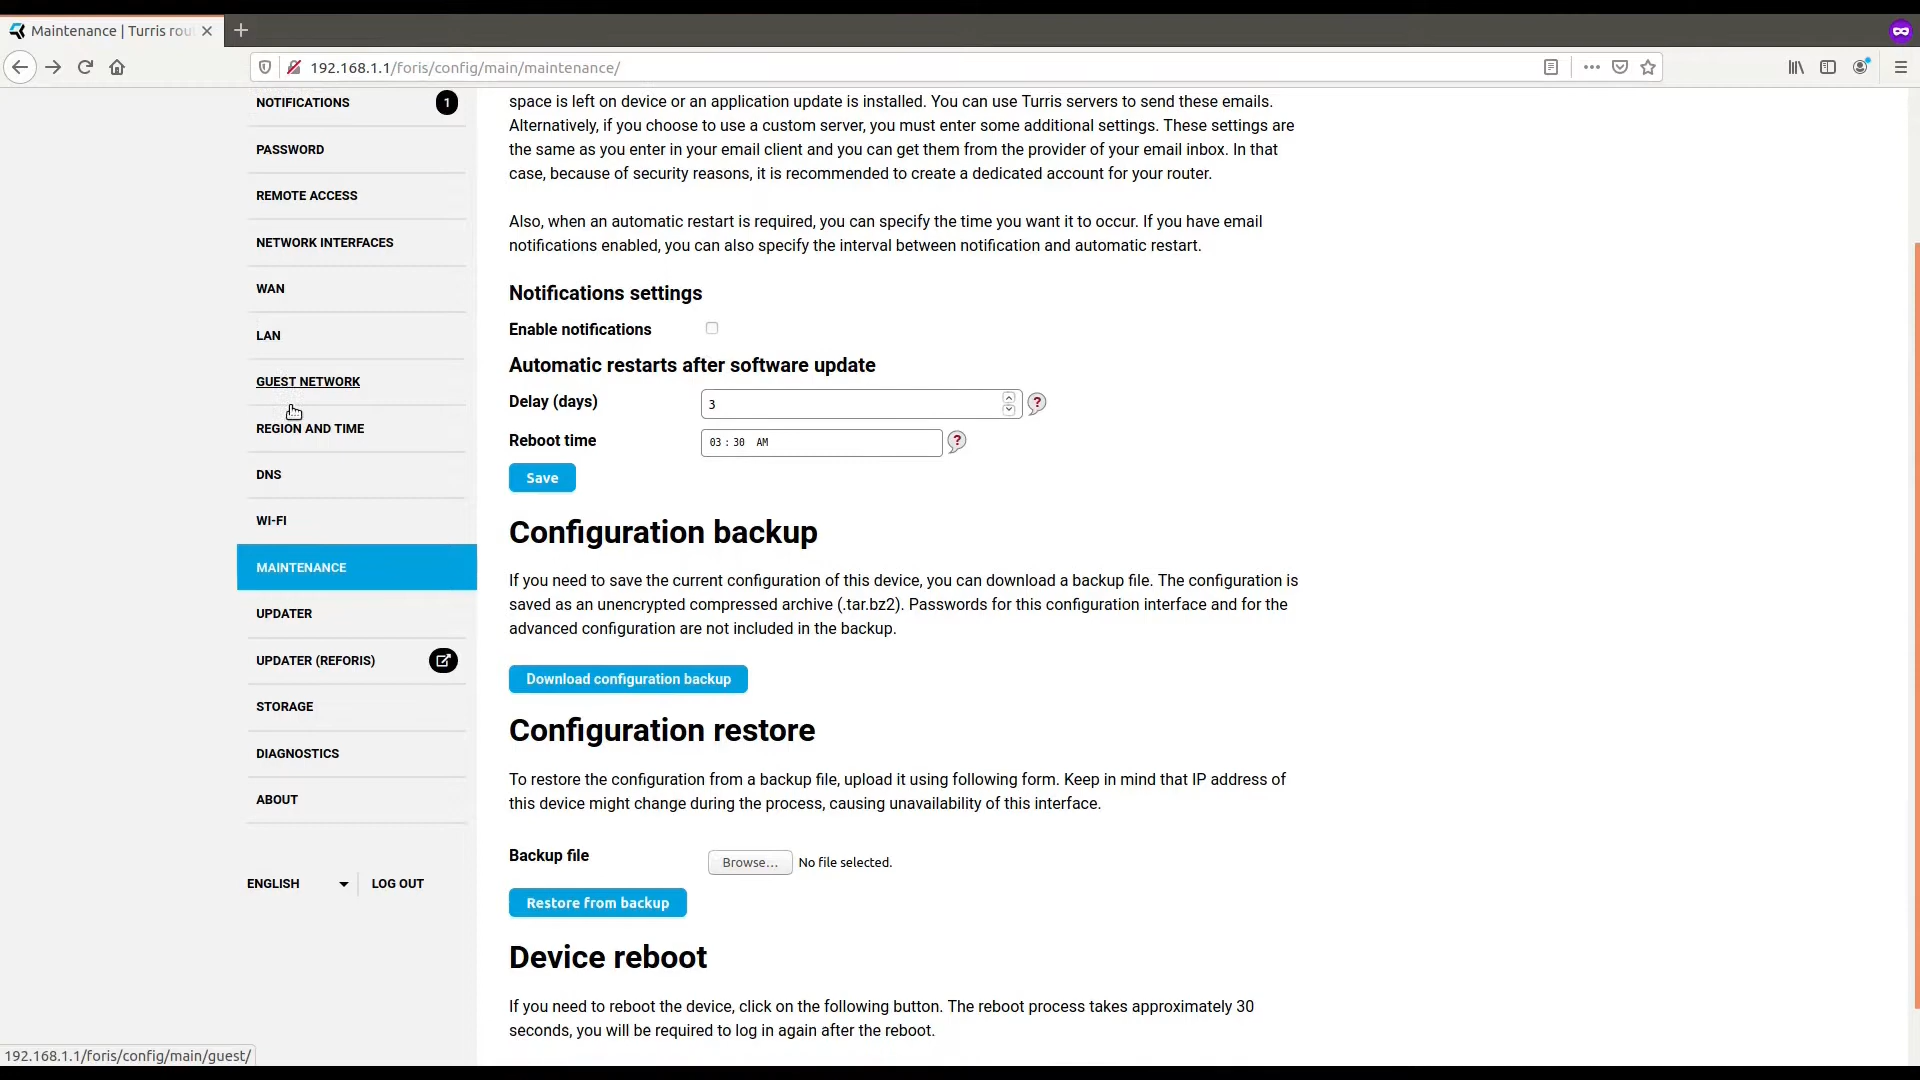 Maintenance | Turris rou
192.168.1.1/foris/config/main/maintenance/
NOTIFICATIONS 1
PASSWORD
REMOTE ACCESS
NETWORK INTERFACES
WAN
LAN
GUEST NETWORK
REGION AND TIME
DNS
WI-FI
MAINTENANCE
UPDATER
UPDATER (REFORIS)
STORAGE
DIAGNOSTICS
ABOUT
ENGLISH LOG OUT
space is left on device or an application update is installed. You can use Turris servers to send these emails.
Alternatively, if you choose to use a custom server, you must enter some additional settings. These settings are
the same as you enter in your email client and you can get them from the provider of your email inbox. In that
case, because of security reasons, it is recommended to create a dedicated account for your router.
Also, when an automatic restart is required, you can specify the time you want it to occur. If you have email
notifications enabled, you can also specify the interval between notification and automatic restart.
Notifications settings
Enable notifications
Automatic restarts after software update
Delay (days) 3 ?
Reboot time 03 : 30 AM ?
Save
Configuration backup
If you need to save the current configuration of this device, you can download a backup file. The configuration is
saved as an unencrypted compressed archive (.tar.bz2). Passwords for this configuration interface and for the
advanced configuration are not included in the backup.
Download configuration backup
Configuration restore
To restore the configuration from a backup file, upload it using following form. Keep in mind that IP address of
this device might change during the process, causing unavailability of this interface.
Backup file Browse... No file selected.
Restore from backup
Device reboot
If you need to reboot the device, click on the following button. The reboot process takes approximately 30
seconds, you will be required to log in again after the reboot.
192.168.1.1/foris/config/main/guest/